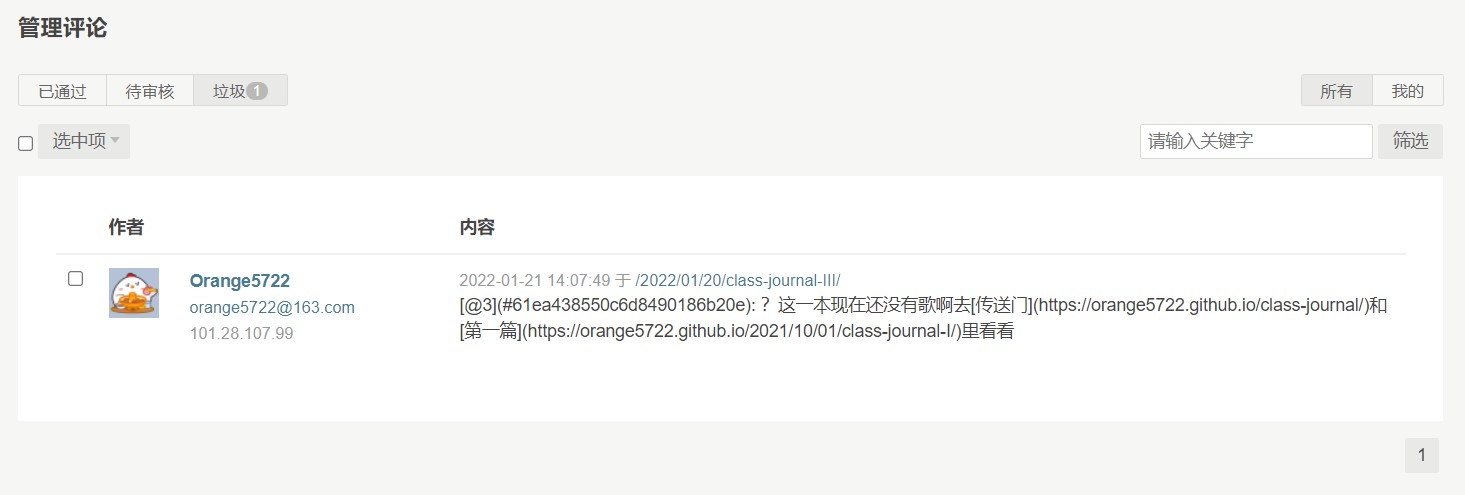 管理评论
已通过 待审核 垃圾 1 所有 我的
选中项 请输入关键字 筛选
作者 内容
Orange5722 2022-01-21 14:07:49 于 /2022/01/20/class-journal-III/
orange5722@163.com [@3](#61ea438550c6d8490186b20e): ？ 这一本现在还没有歌啊去[传送门](https://orange5722.github.io/class-journal/)和
101.28.107.99 [第一篇](https://orange5722.github.io/2021/10/01/class-journal-I/)里看看
1